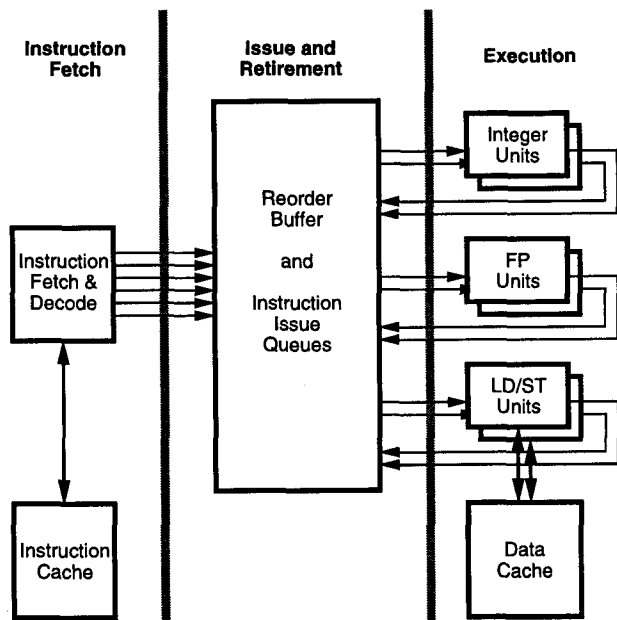 Instruction
Fetch
Issue and
Retirement
Execution
Instruction
Fetch &
Decode
Instruction
Cache
Reorder
Buffer
and
Instruction
Issue
Queues
Integer
Units
FP
Units
LD/ST
Units
Data
Cache